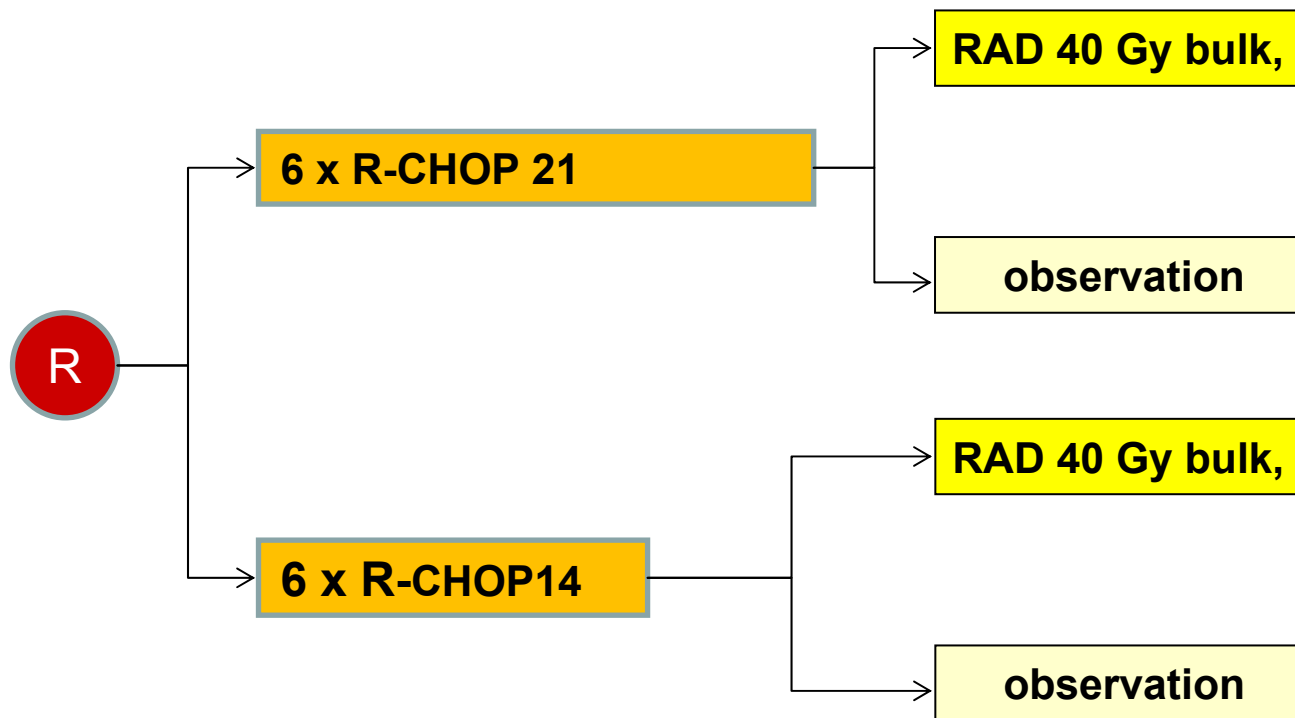 RAD 40 Gy bulk,
6 x R-CHOP 21
observation
R
RAD 40 Gy bulk,
6 x R-CHOP14
observation